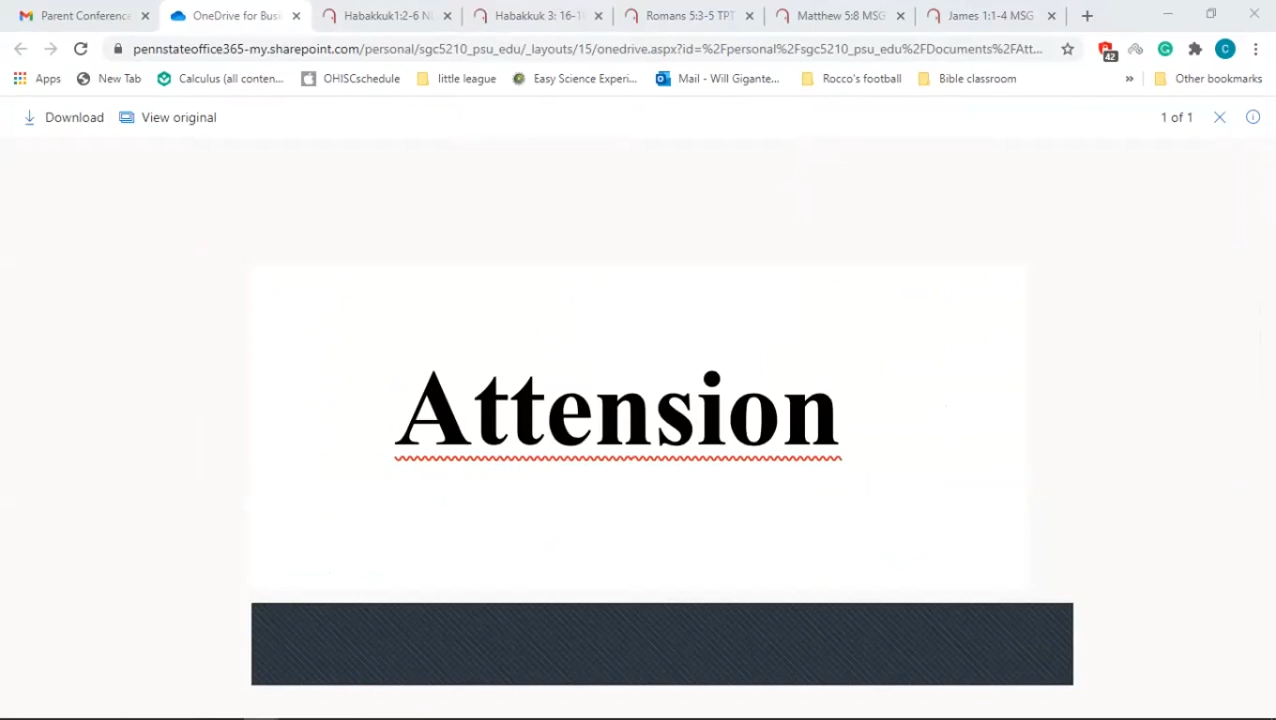 Parent Conference
OneDrive for Busi
Habakkuk1:2-6 NL
Habakkuk 3: 16-1
Romans 5:3-5 TPT
Matthew 5:8 MSG
James 1:1-4 MSG
pennstateoffice365-my.sharepoint.com/personal/sgc5210_psu_edu/_layouts/15/onedrive.aspx?id=%2Fpersonal%2Fsgc5210_psu_edu%2FDocuments%2FAtt...
42
C
Apps
New Tab
Calculus (all conten...
OHISCschedule
little league
Easy Science Experi...
Mail - Will Gigante...
Rocco's football
Bible classroom
»
Other bookmarks
Download
View original
1 of 1
Attension